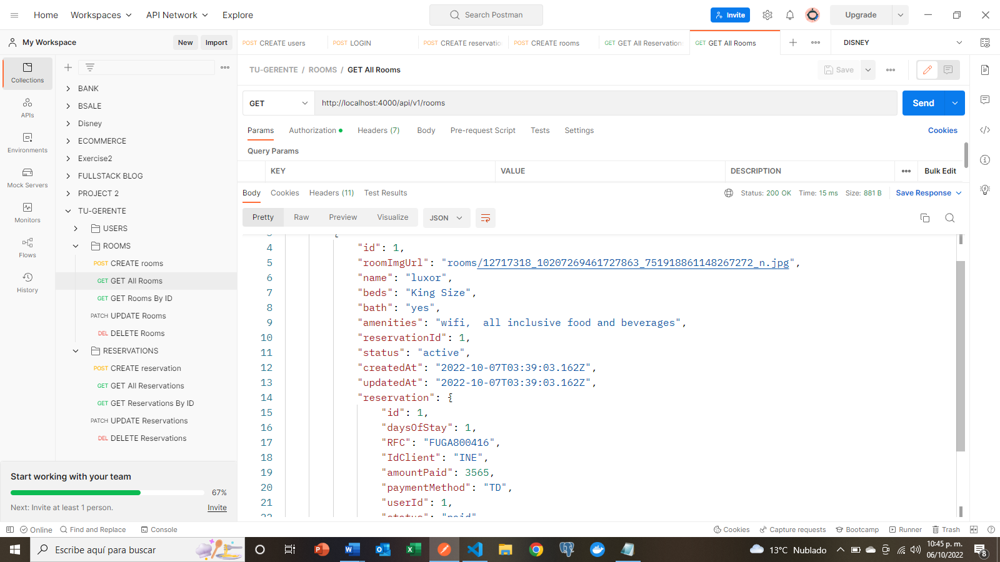 Home Workspaces API Network Explore Search Postman Invite Upgrade
My Workspace New Import POST CREATE users POST LOGIN POST CREATE reservatio POST CREATE rooms GET GET All Reservation GET GET All Rooms DISNEY
Collections
APIs
Environments
Mock Servers
Monitors
Flows
History
BANK
BSALE
Disney
ECOMMERCE
Exercise2
FULLSTACK BLOG
PROJECT 2
TU-GERENTE
USERS
ROOMS
POST CREATE rooms
GET GET All Rooms
GET GET Rooms By ID
PATCH UPDATE Rooms
DEL DELETE Rooms
RESERVATIONS
POST CREATE reservation
GET GET All Reservations
GET GET Reservations By ID
PATCH UPDATE Reservations
DEL DELETE Reservations
Start working with your team
67%
Next: Invite at least 1 person. Invite
TU-GERENTE / ROOMS / GET All Rooms Save
GET http://localhost:4000/api/v1/rooms Send
Params Authorization Headers (7) Body Pre-request Script Tests Settings Cookies
Query Params
KEY VALUE DESCRIPTION Bulk Edit
Body Cookies Headers (11) Test Results Status: 200 OK Time: 15 ms Size: 881 B Save Response
Pretty Raw Preview Visualize JSON
4 "id": 1,
5 "roomImgUrl": "rooms/12717318_10207269461727863_751918861148267272_n.jpg",
6 "name": "luxor",
7 "beds": "King Size",
8 "bath": "yes",
9 "amenities": "wifi,  all inclusive food and beverages",
10 "reservationId": 1,
11 "status": "active",
12 "createdAt": "2022-10-07T03:39:03.162Z",
13 "updatedAt": "2022-10-07T03:39:03.162Z",
14 "reservation": {
15 "id": 1,
16 "daysOfStay": 1,
17 "RFC": "FUGA800416",
18 "IdClient": "INE",
19 "amountPaid": 3565,
20 "paymentMethod": "TD",
21 "userId": 1,
22 "status": "paid"
Online Find and Replace Console Cookies Capture requests Bootcamp Runner Trash
Escribe aquí para buscar 13°C Nublado 10:45 p. m.
06/10/2022 8